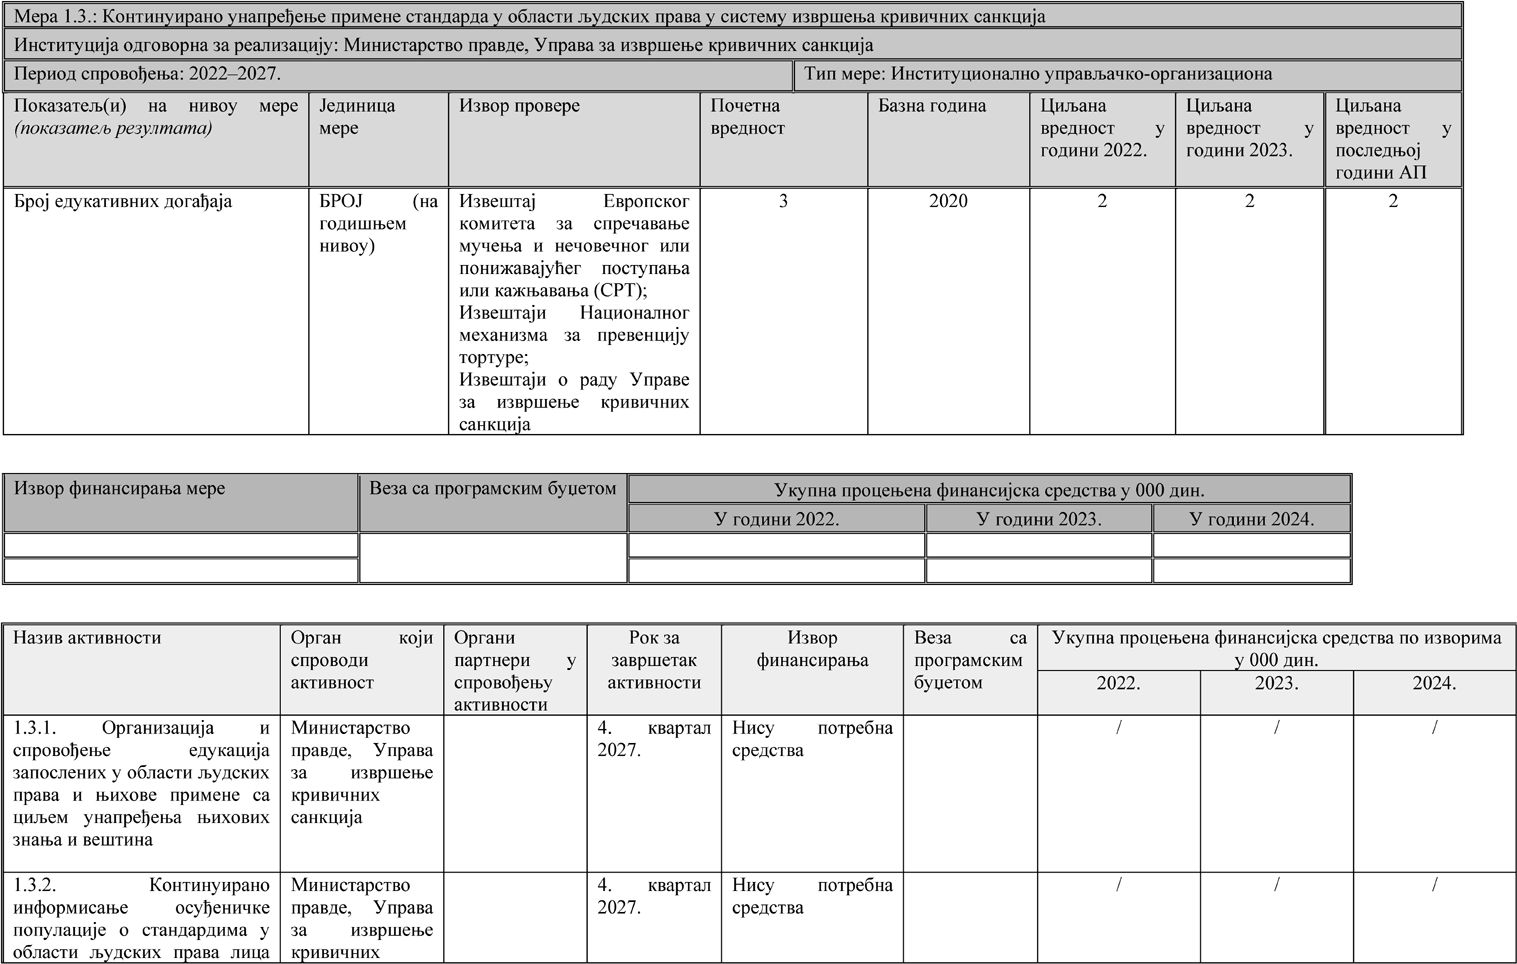 Мера 1.3.: Континуирано унапређење примене стандарда у области људских права у систему извршења кривичних санкција
Институција одговорна за реализацију: Министарство правде, Управа за извршење кривичних санкција
Период спровођења: 2022–2027.
Тип мере: Институционално управљачко-организациона
Показатељ(и) на нивоу мере
(показатељ резултата)
Јединица
мере
Извор провере
Почетна
вредност
Базна година
Циљана
вредност у
години 2022.
Циљана
вредност у
години 2023.
Циљана
вредност у
последњој
години АП
Број едукативних догађаја
БРОЈ (на
годишњем
нивоу)
Извештај Европског
комитета за спречавање
мучења и нечовечног или
понижавајућег поступања
или кажњавања (CPT);
Извештаји Националног
механизма за превенцију
тортуре;
Извештаји о раду Управе
за извршење кривичних
санкција
3
2020
2
2
2
Извор финансирања мере
Веза са програмским буџетом
Укупна процењена финансијска средства у 000 дин.
У години 2022.
У години 2023.
У години 2024.
Назив активности
Орган који
спроводи
активност
Органи
партнери у
спровођењу
активности
Рок за
завршетак
активности
Извор
финансирања
Веза са
програмским
буџетом
Укупна процењена финансијска средства по изворима
у 000 дин.
2022.
2023.
2024.
1.3.1. Организација и
спровођење едукација
запослених у области људских
права и њихове примене са
циљем унапређења њихових
знања и вештина
Министарство
правде, Управа
за извршење
кривичних
санкција
4. квартал
2027.
Нису потребна
средства
/
/
/
1.3.2. Континуирано
информисање осуђеничке
популације о стандардима у
области људских права лица
Министарство
правде, Управа
за извршење
кривичних
4. квартал
2027.
Нису потребна
средства
/
/
/